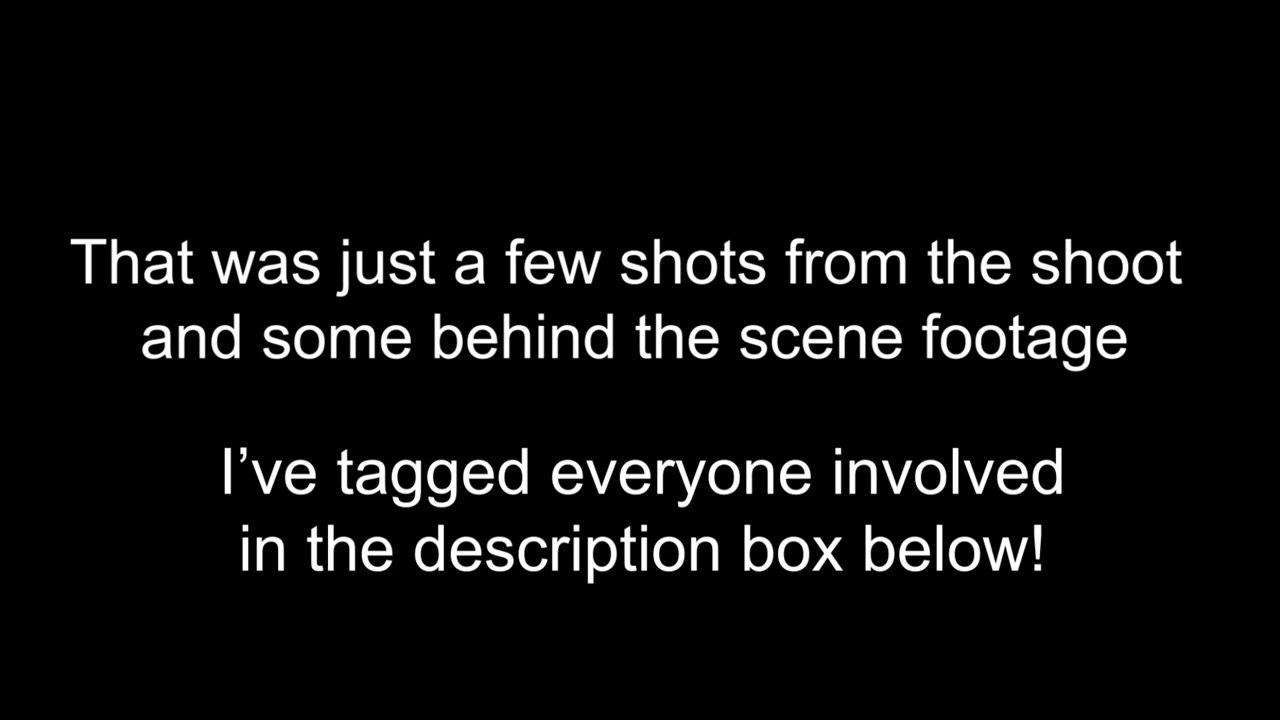 That was just a few shots from the shoot
and some behind the scene footage
I’ve tagged everyone involved
in the description box below!